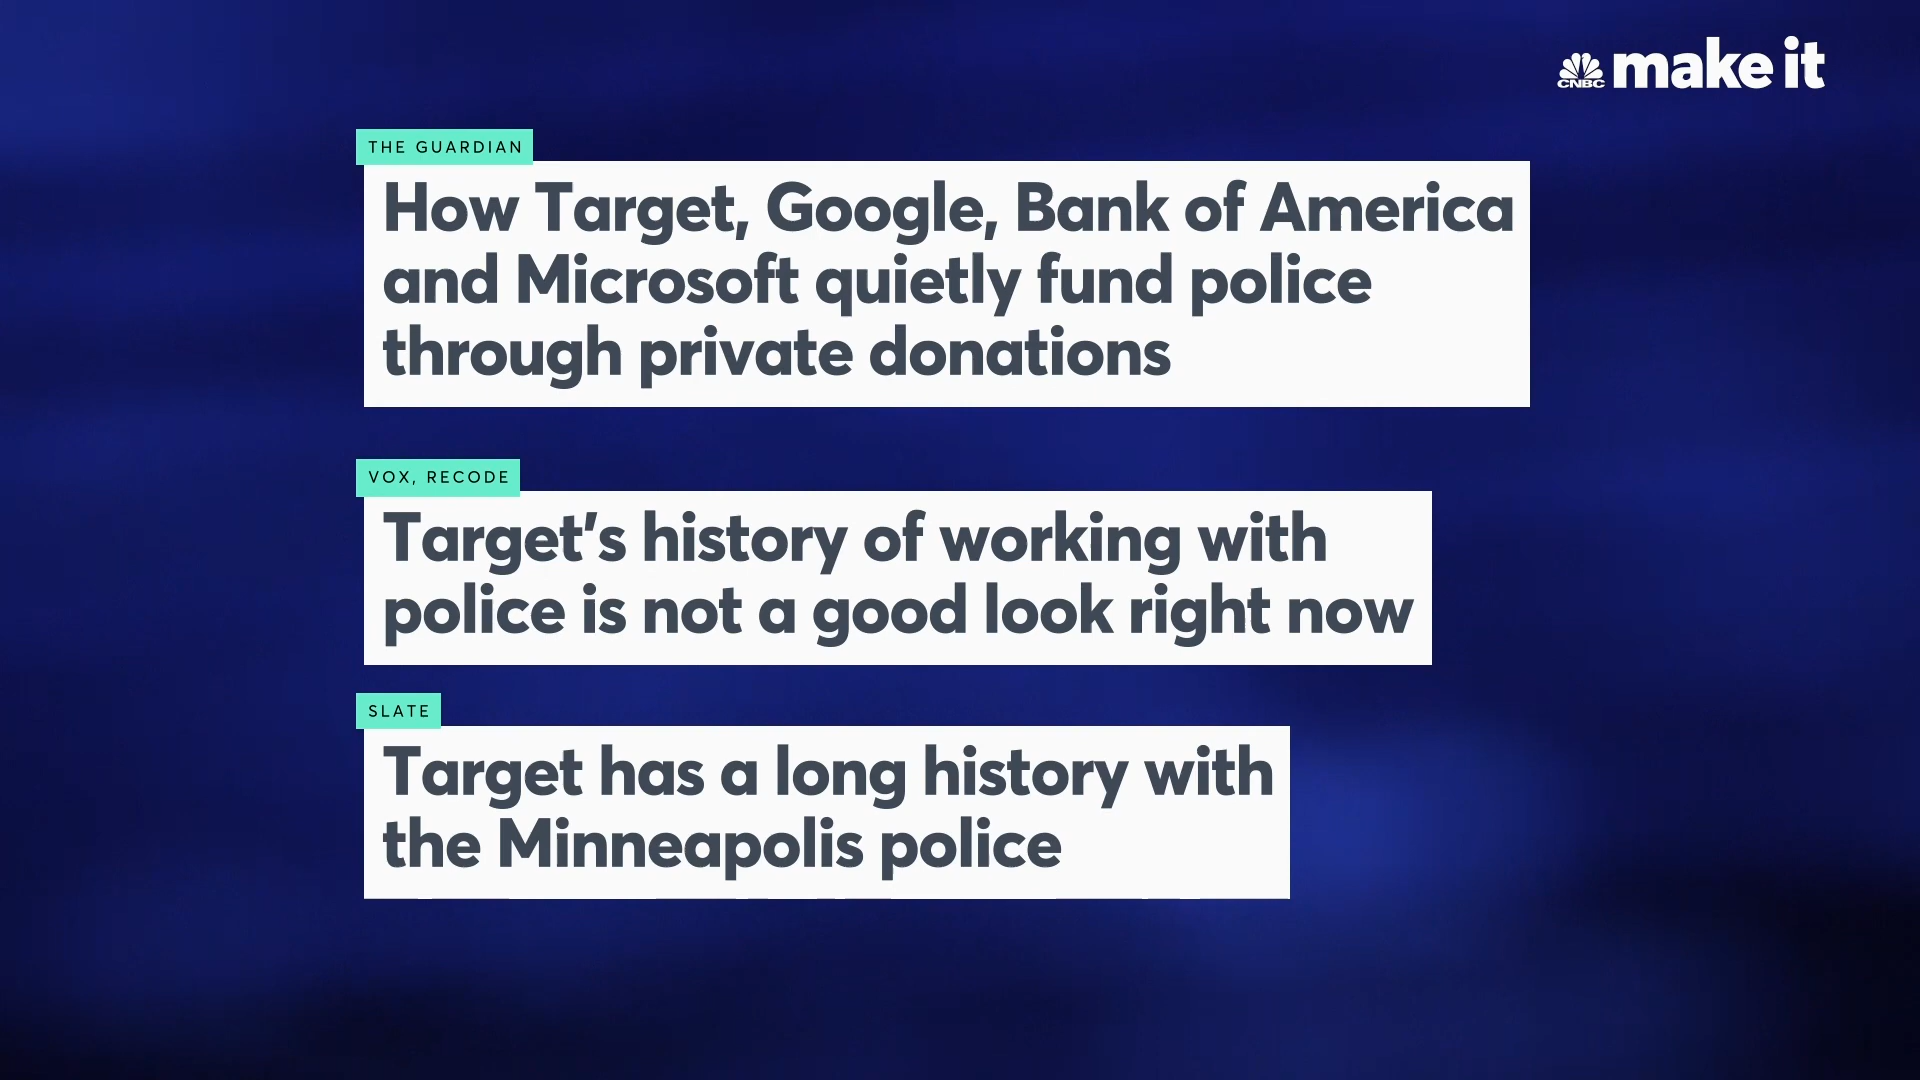 CNBC make it
THE GUARDIAN
How Target, Google, Bank of America
and Microsoft quietly fund police
through private donations
VOX, RECODE
Target's history of working with
police is not a good look right now
SLATE
Target has a long history with
the Minneapolis police